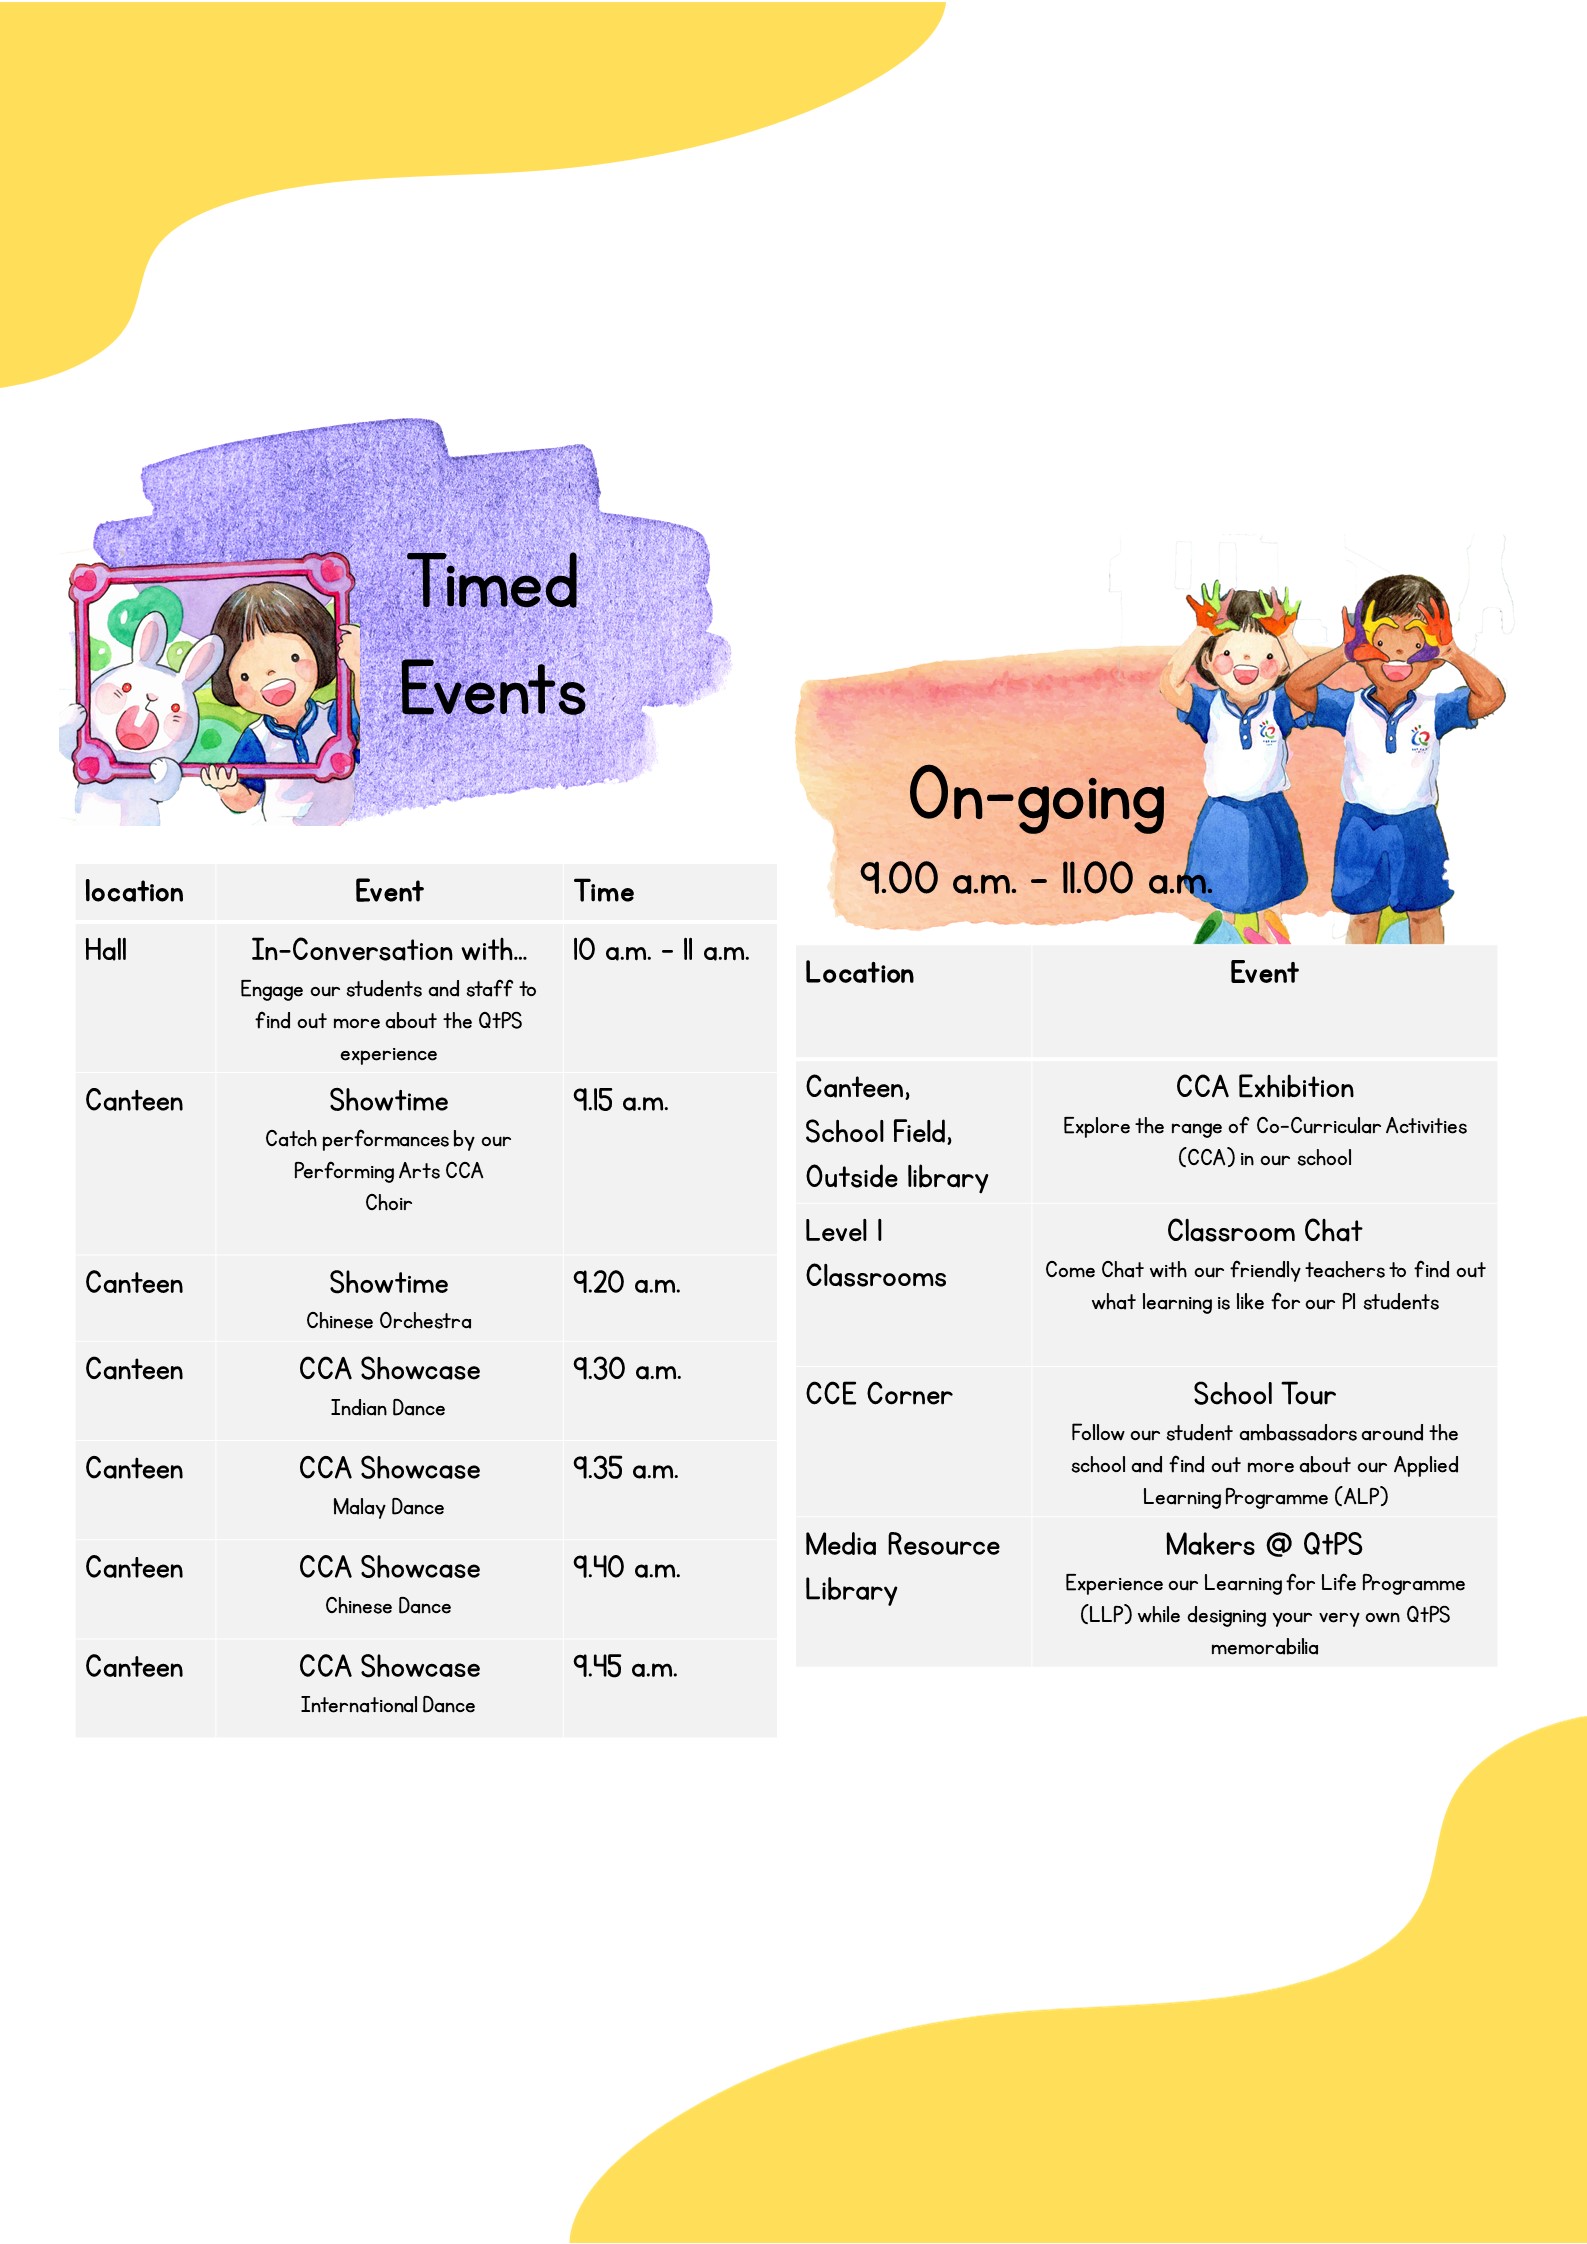 Timed
Events
location Event Time
Hall In-Conversation with... 10 a.m. - 11 a.m.
Engage our students and staff to
find out more about the QtPS
experience
Canteen Showtime 9.15 a.m.
Catch performances by our
Performing Arts CCA
Choir
Canteen Showtime 9.20 a.m.
Chinese Orchestra
Canteen CCA Showcase 9.30 a.m.
Indian Dance
Canteen CCA Showcase 9.35 a.m.
Malay Dance
Canteen CCA Showcase 9.40 a.m.
Chinese Dance
Canteen CCA Showcase 9.45 a.m.
International Dance
On-going
9.00 a.m. - 11.00 a.m.
Location Event
Canteen, CCA Exhibition
Explore the range of Co-Curricular Activities
School Field,
(CCA) in our school
Outside library
Level 1 Classroom Chat
Come Chat with our friendly teachers to find out
Classrooms
what learning is like for our P1 students
CCE Corner School Tour
Follow our student ambassadors around the
school and find out more about our Applied
Learning Programme (ALP)
Media Resource Makers @ QtPS
Experience our Learning for Life Programme
Library
(LLP) while designing your very own QtPS
memorabilia